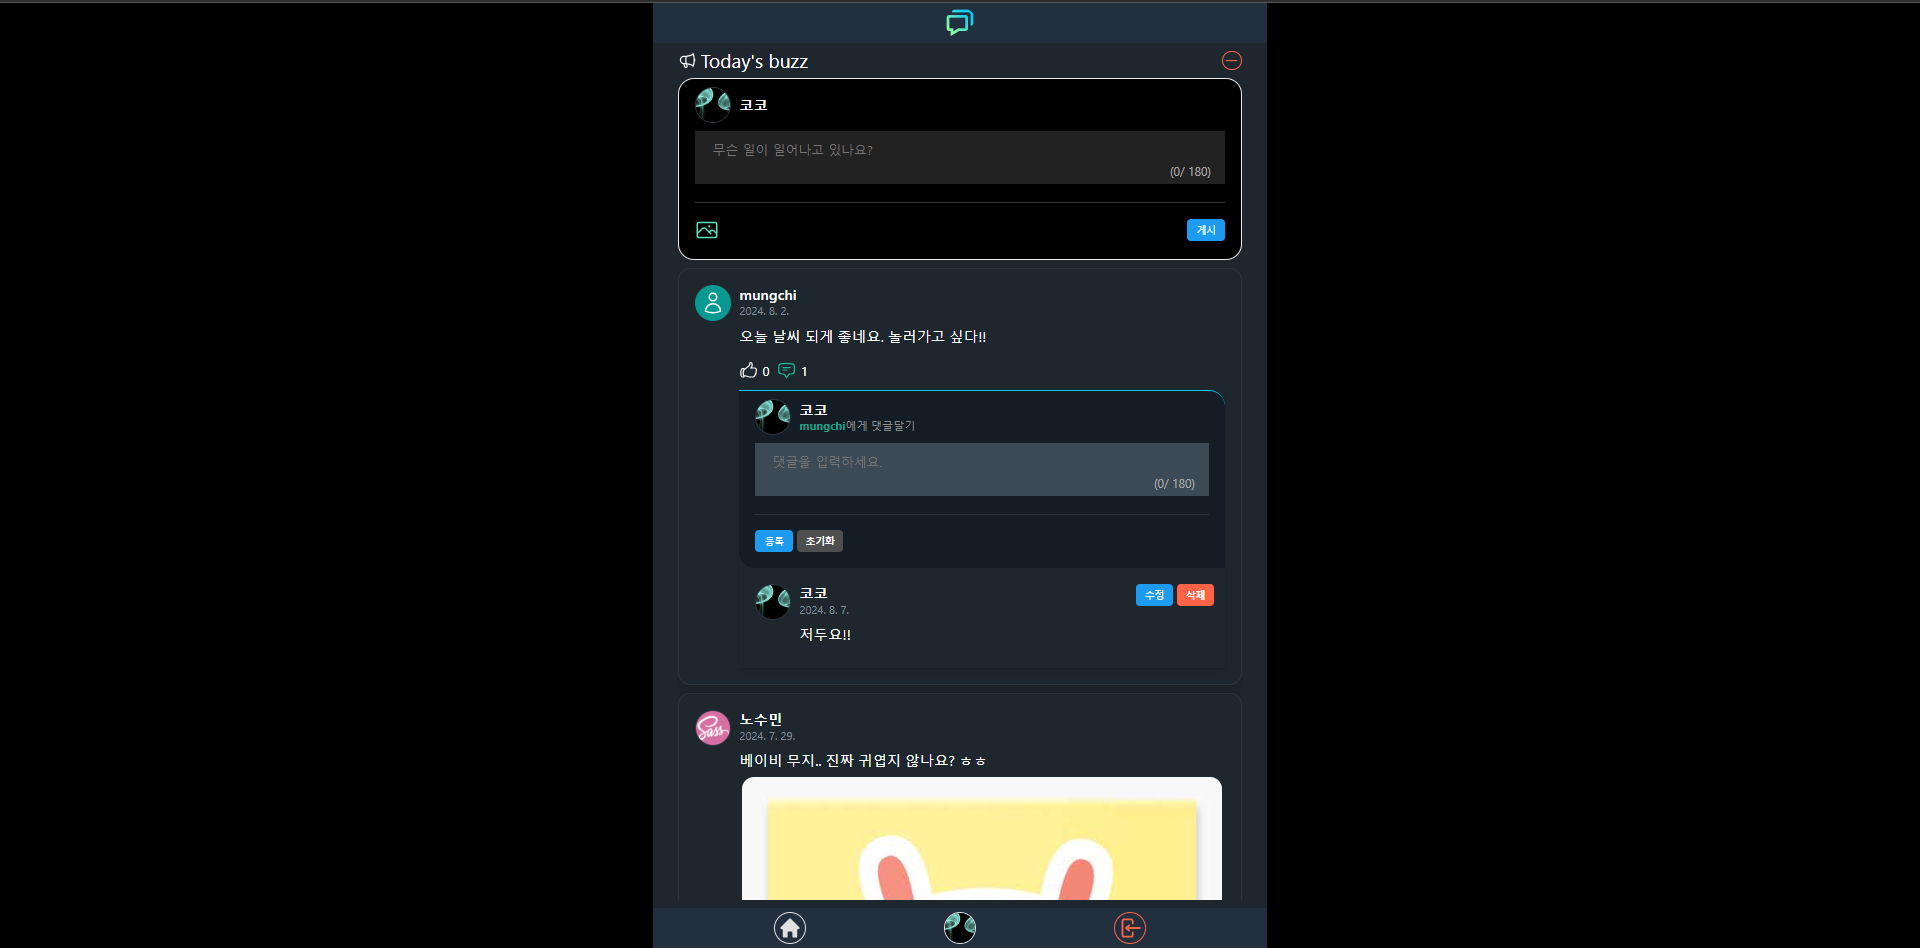 Today's buzz
코코
무슨 일이 일어나고 있나요?
(0/ 180)
게시
mungchi
2024. 8. 2.
오늘 날씨 되게 좋네요. 놀러가고 싶다!!
0 1
코코
mungchi에게 댓글달기
댓글을 입력하세요.
(0/ 180)
등록 초기화
코코 수정 삭제
2024. 8. 7.
저두요!!
Sass 노수민
2024. 7. 29.
베이비 무지.. 진짜 귀엽지 않나요? ㅎㅎ